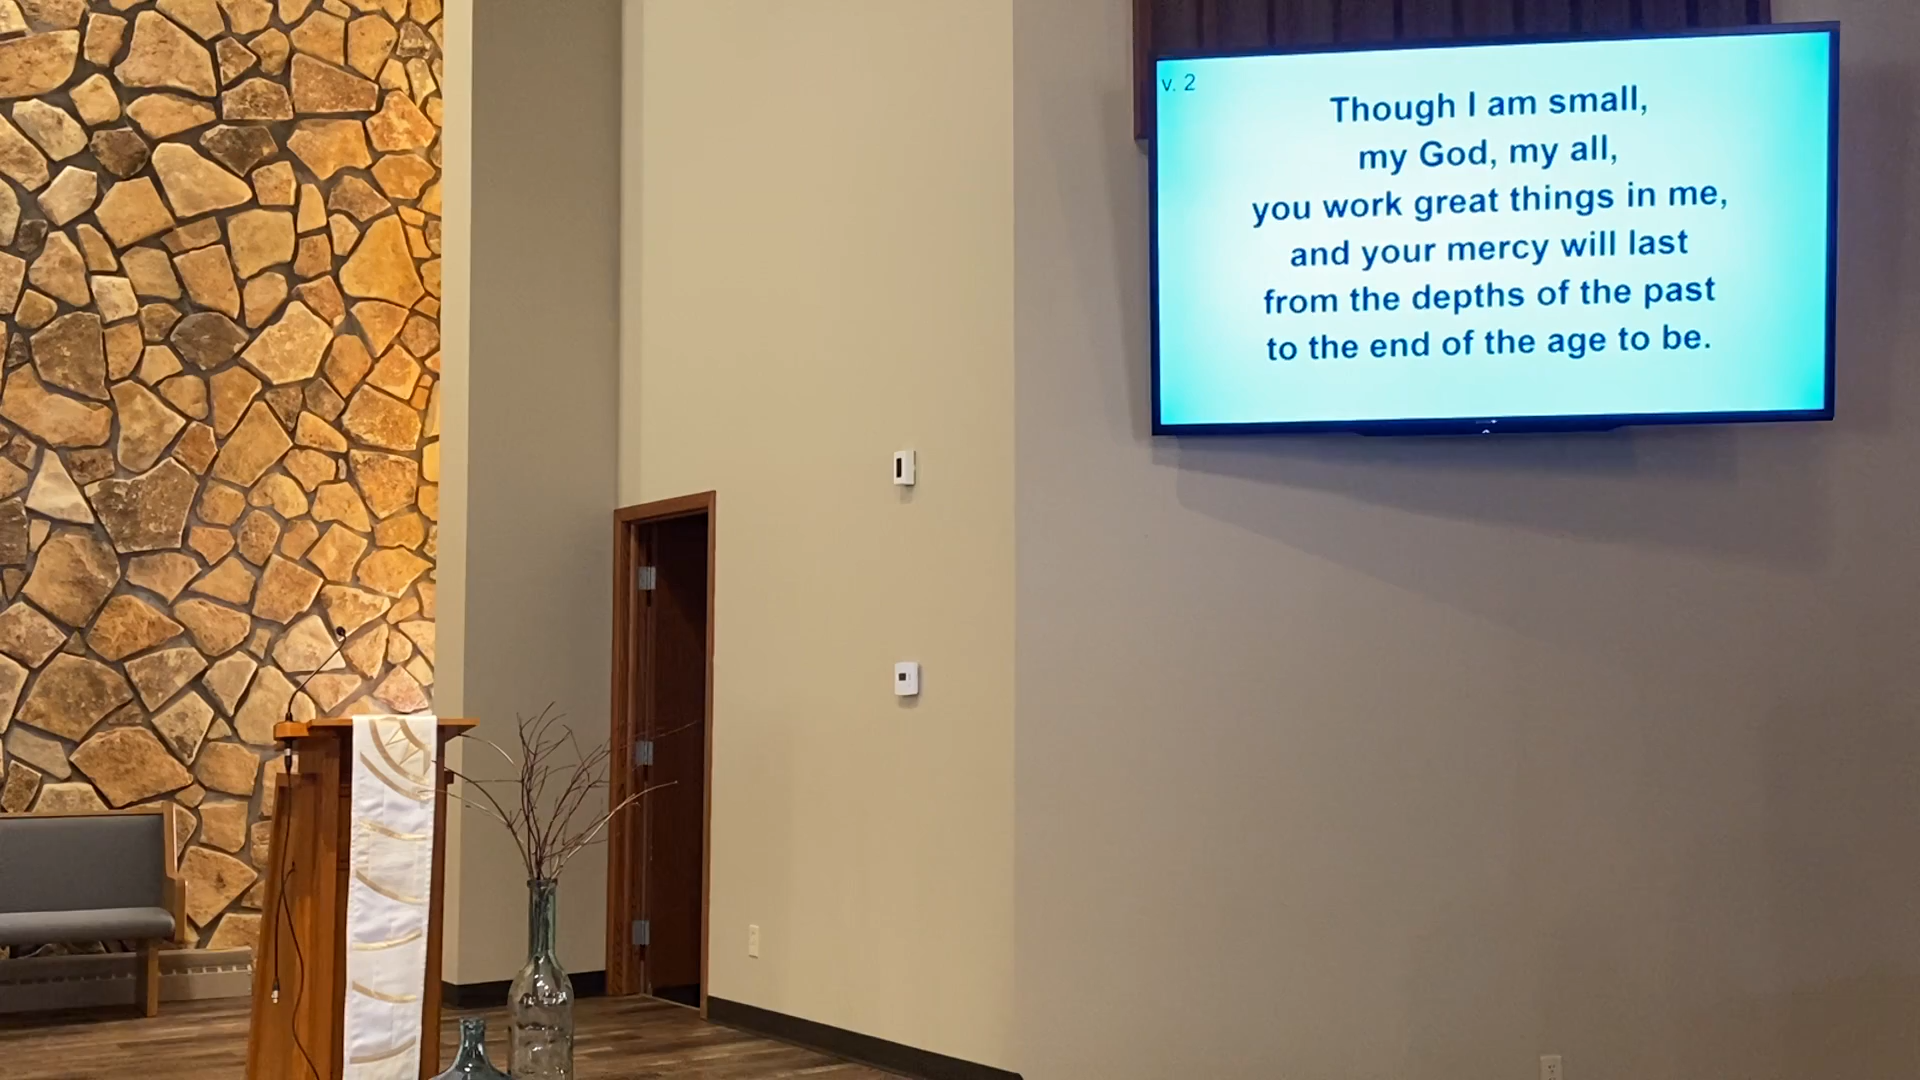 v. 2
Though I am small,
my God, my all,
you work great things in me,
and your mercy will last
from the depths of the past
to the end of the age to be.